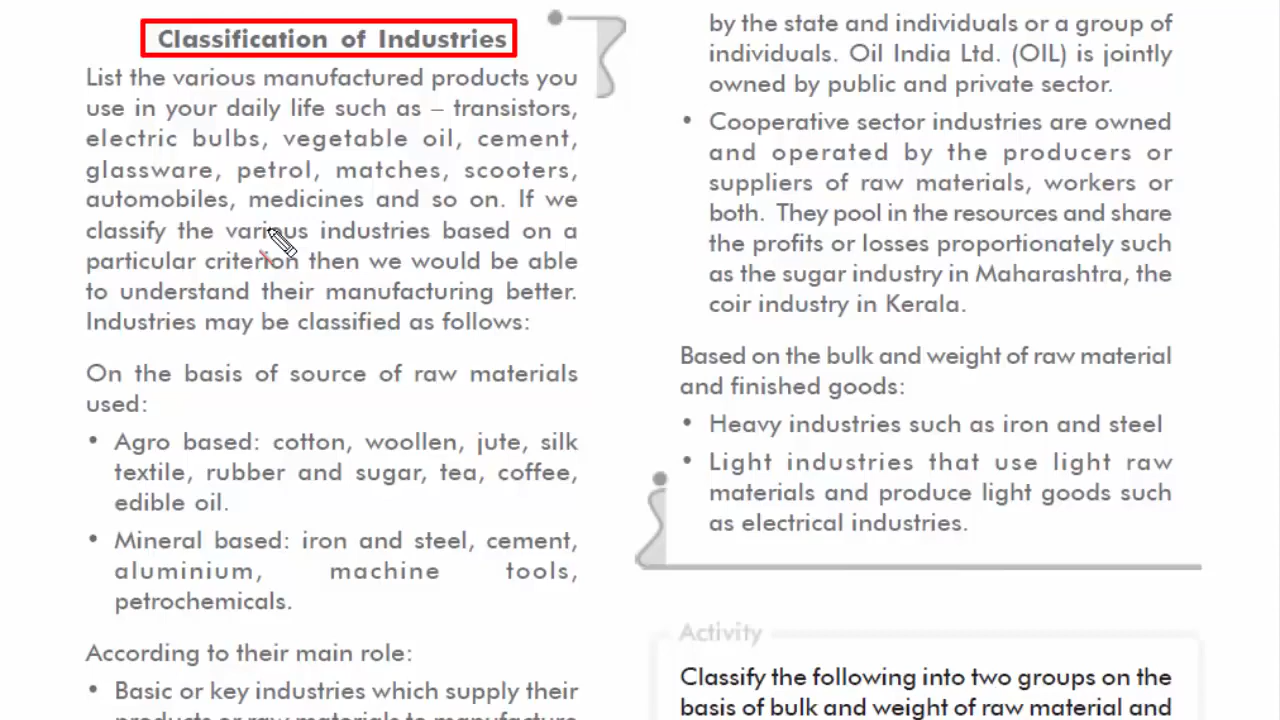 Classification of Industries
List the various manufactured products you
use in your daily life such as – transistors,
electric bulbs, vegetable oil, cement,
glassware, petrol, matches, scooters,
automobiles, medicines and so on. If we
classify the various industries based on a
particular criterion then we would be able
to understand their manufacturing better.
Industries may be classified as follows:
On the basis of source of raw materials
used:
• Agro based: cotton, woollen, jute, silk
textile, rubber and sugar, tea, coffee,
edible oil.
• Mineral based: iron and steel, cement,
aluminium, machine tools,
petrochemicals.
According to their main role:
• Basic or key industries which supply their
products or raw materials to manufacture
by the state and individuals or a group of
individuals. Oil India Ltd. (OIL) is jointly
owned by public and private sector.
• Cooperative sector industries are owned
and operated by the producers or
suppliers of raw materials, workers or
both. They pool in the resources and share
the profits or losses proportionately such
as the sugar industry in Maharashtra, the
coir industry in Kerala.
Based on the bulk and weight of raw material
and finished goods:
• Heavy industries such as iron and steel
• Light industries that use light raw
materials and produce light goods such
as electrical industries.
Activity
Classify the following into two groups on the
basis of bulk and weight of raw material and